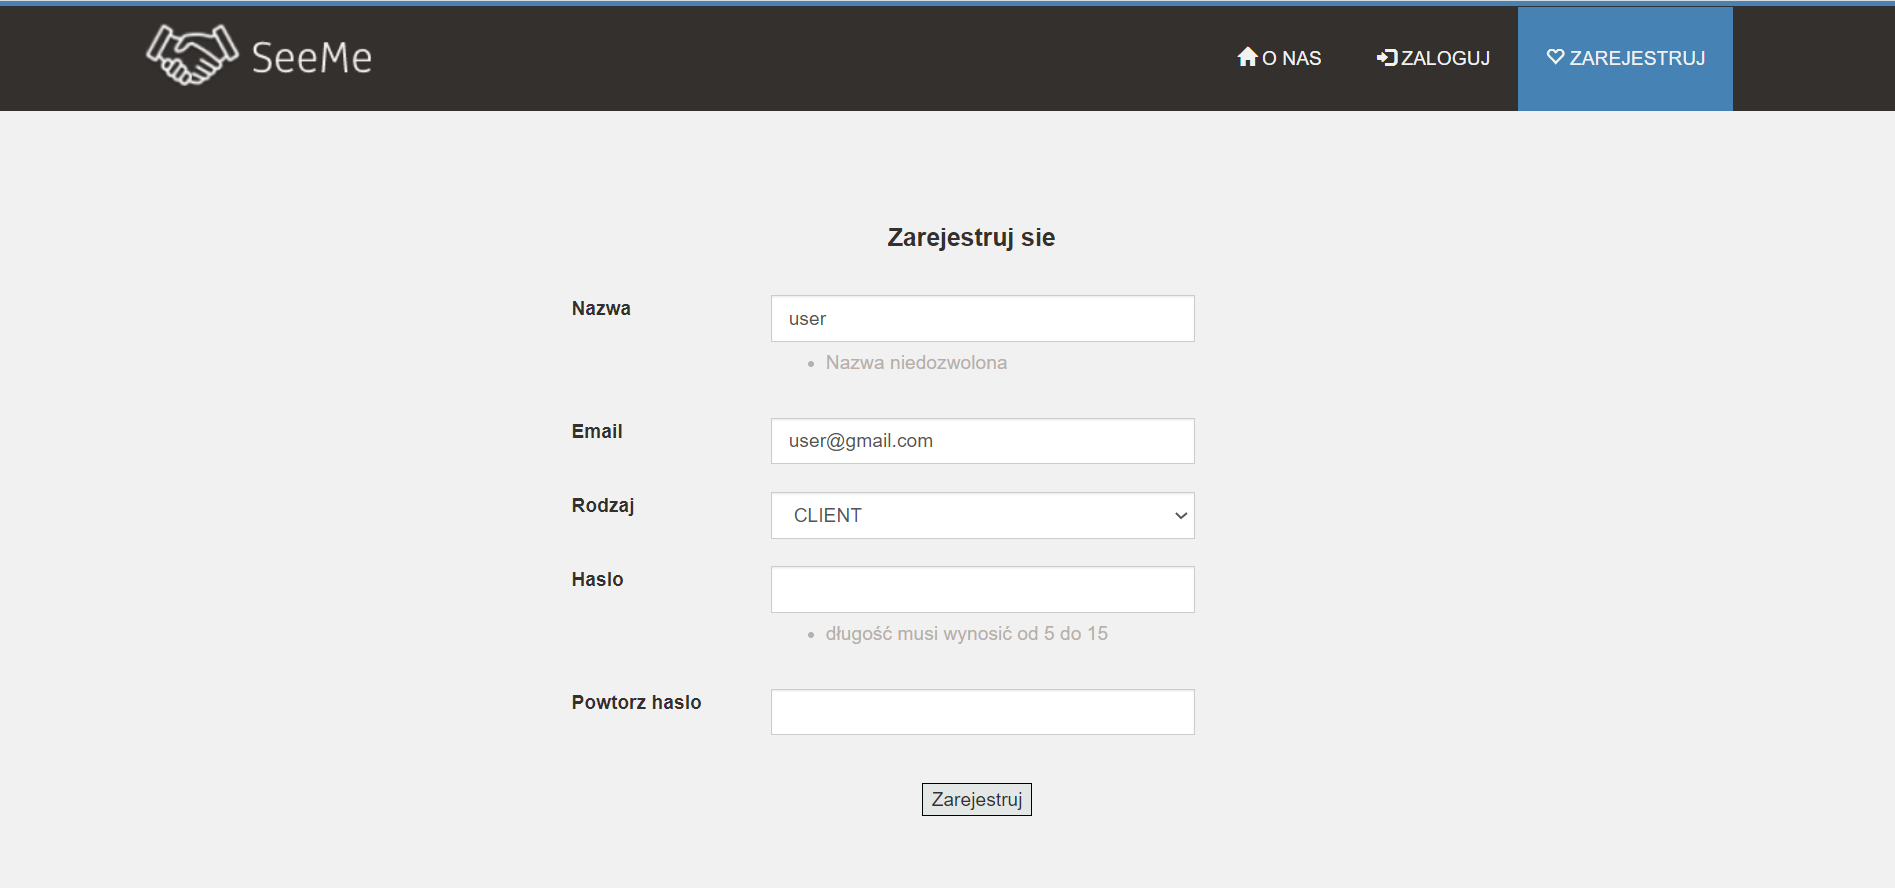 SeeMe
O NAS
ZALOGUJ
ZAREJESTRUJ
Zarejestruj sie
Nazwa
user
Nazwa niedozwolona
Email
user@gmail.com
Rodzaj
CLIENT
Haslo
długość musi wynosić od 5 do 15
Powtorz haslo
Zarejestruj